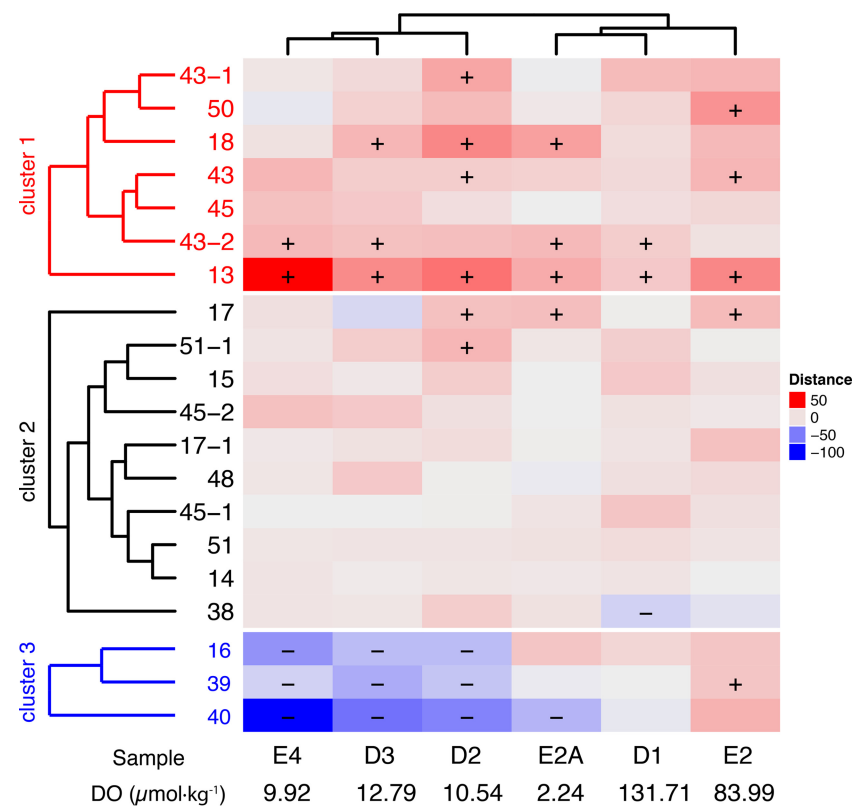 cluster 1
43−1 +
50 +
18 + + +
43 + +
45
43−2 + + + +
13 + + + + + +
cluster 2
17 + + +
51−1 +
15
45−2
17−1
48
45−1
51
14
38 −
cluster 3
16 − − −
39 − − − +
40 − − − −
Distance
50
0
−50
−100
Sample E4 D3 D2 E2A D1 E2
DO (μmol·kg⁻¹) 9.92 12.79 10.54 2.24 131.71 83.99